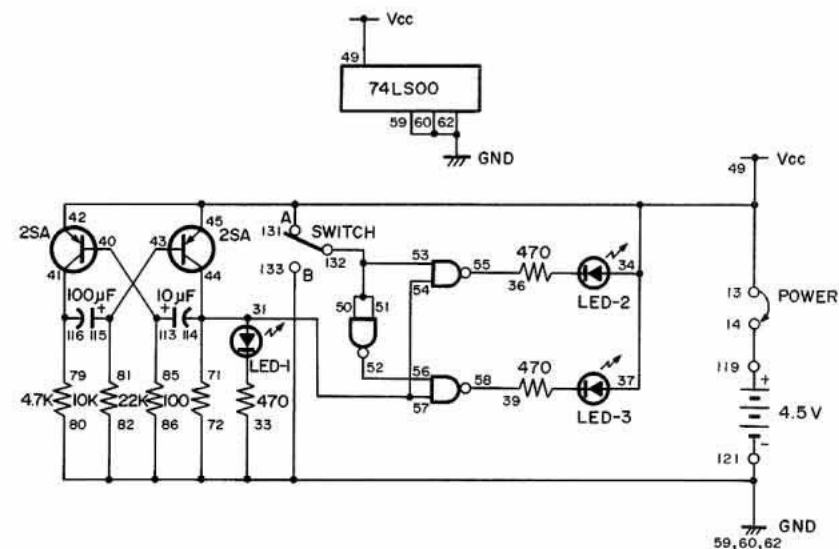 Vcc
49
74LS00
59 60 62
GND
Vcc
49
42
45
A
131
SWITCH
2SA
40
43
2SA
132
53
55
470
34
133
B
54
36
LED-2
13
POWER
41
44
14
100μF
10μF
+
+
31
50
51
116
115
113
114
LED-1
52
56
58
470
37
119
+
57
39
LED-3
79
81
85
71
470
4.7K
10K
22K
100
4.5V
80
82
86
72
33
-
121
GND
59,60,62